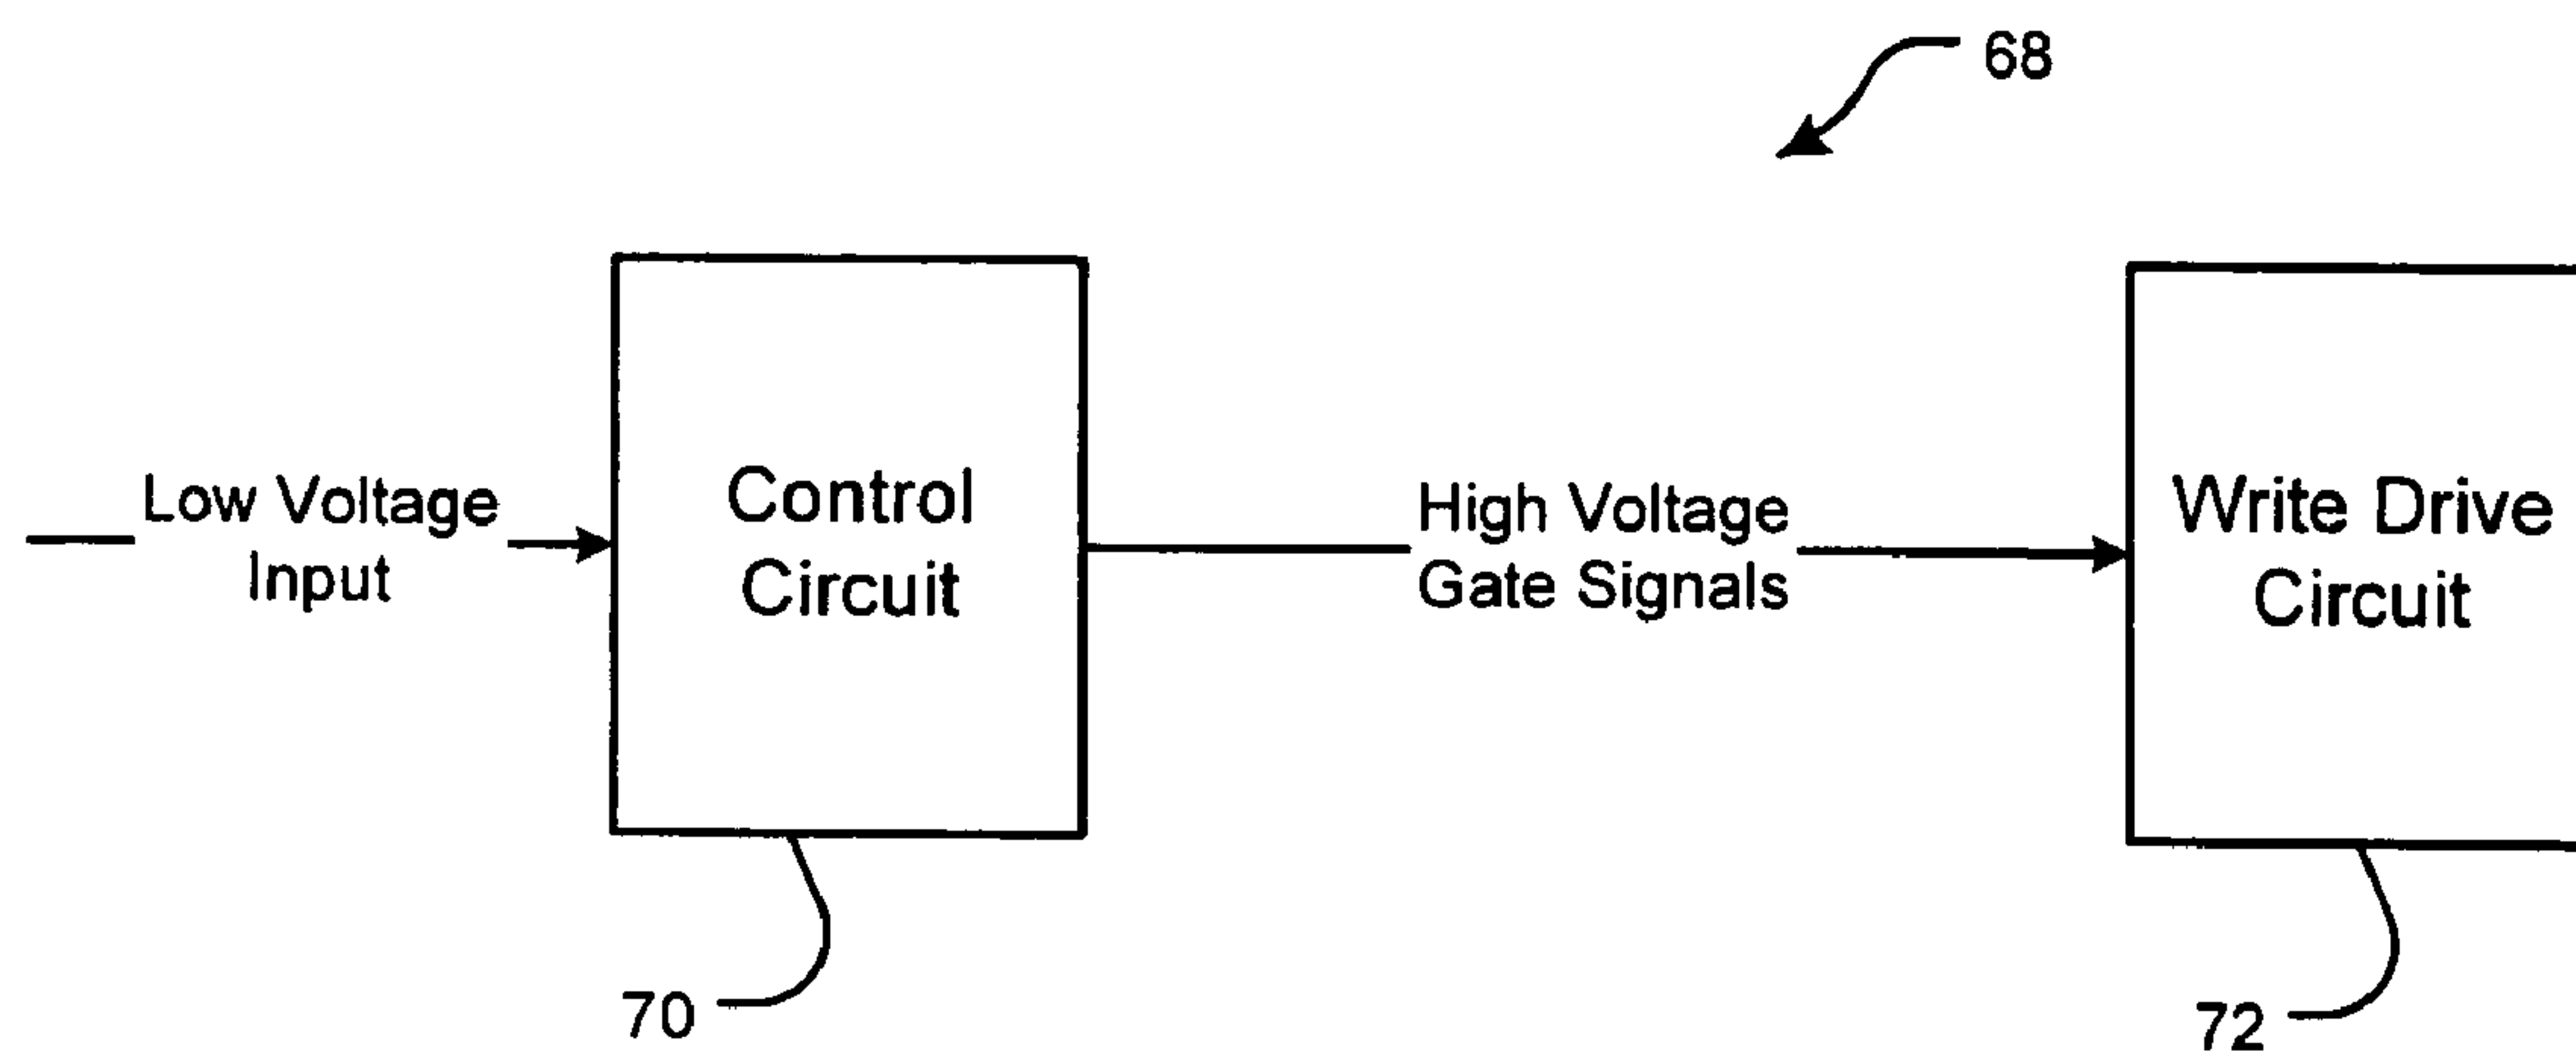 68
Low Voltage
Input
Control
Circuit
High Voltage
Gate Signals
Write Drive
Circuit
70
72